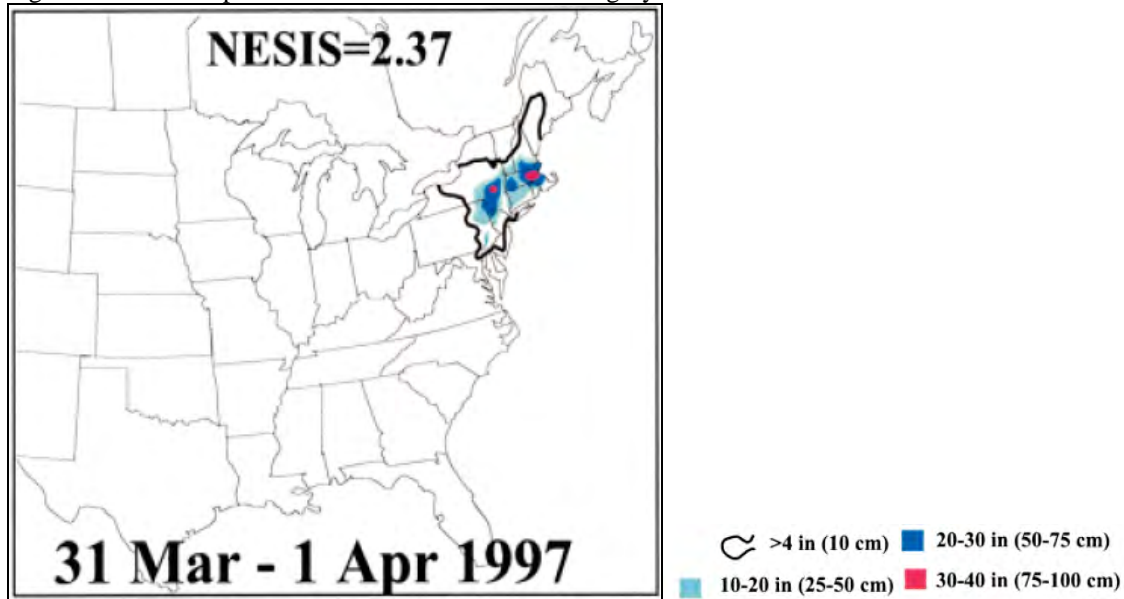 NESIS=2.37
31 Mar - 1 Apr 1997
>4 in (10 cm)
20-30 in (50-75 cm)
10-20 in (25-50 cm)
30-40 in (75-100 cm)